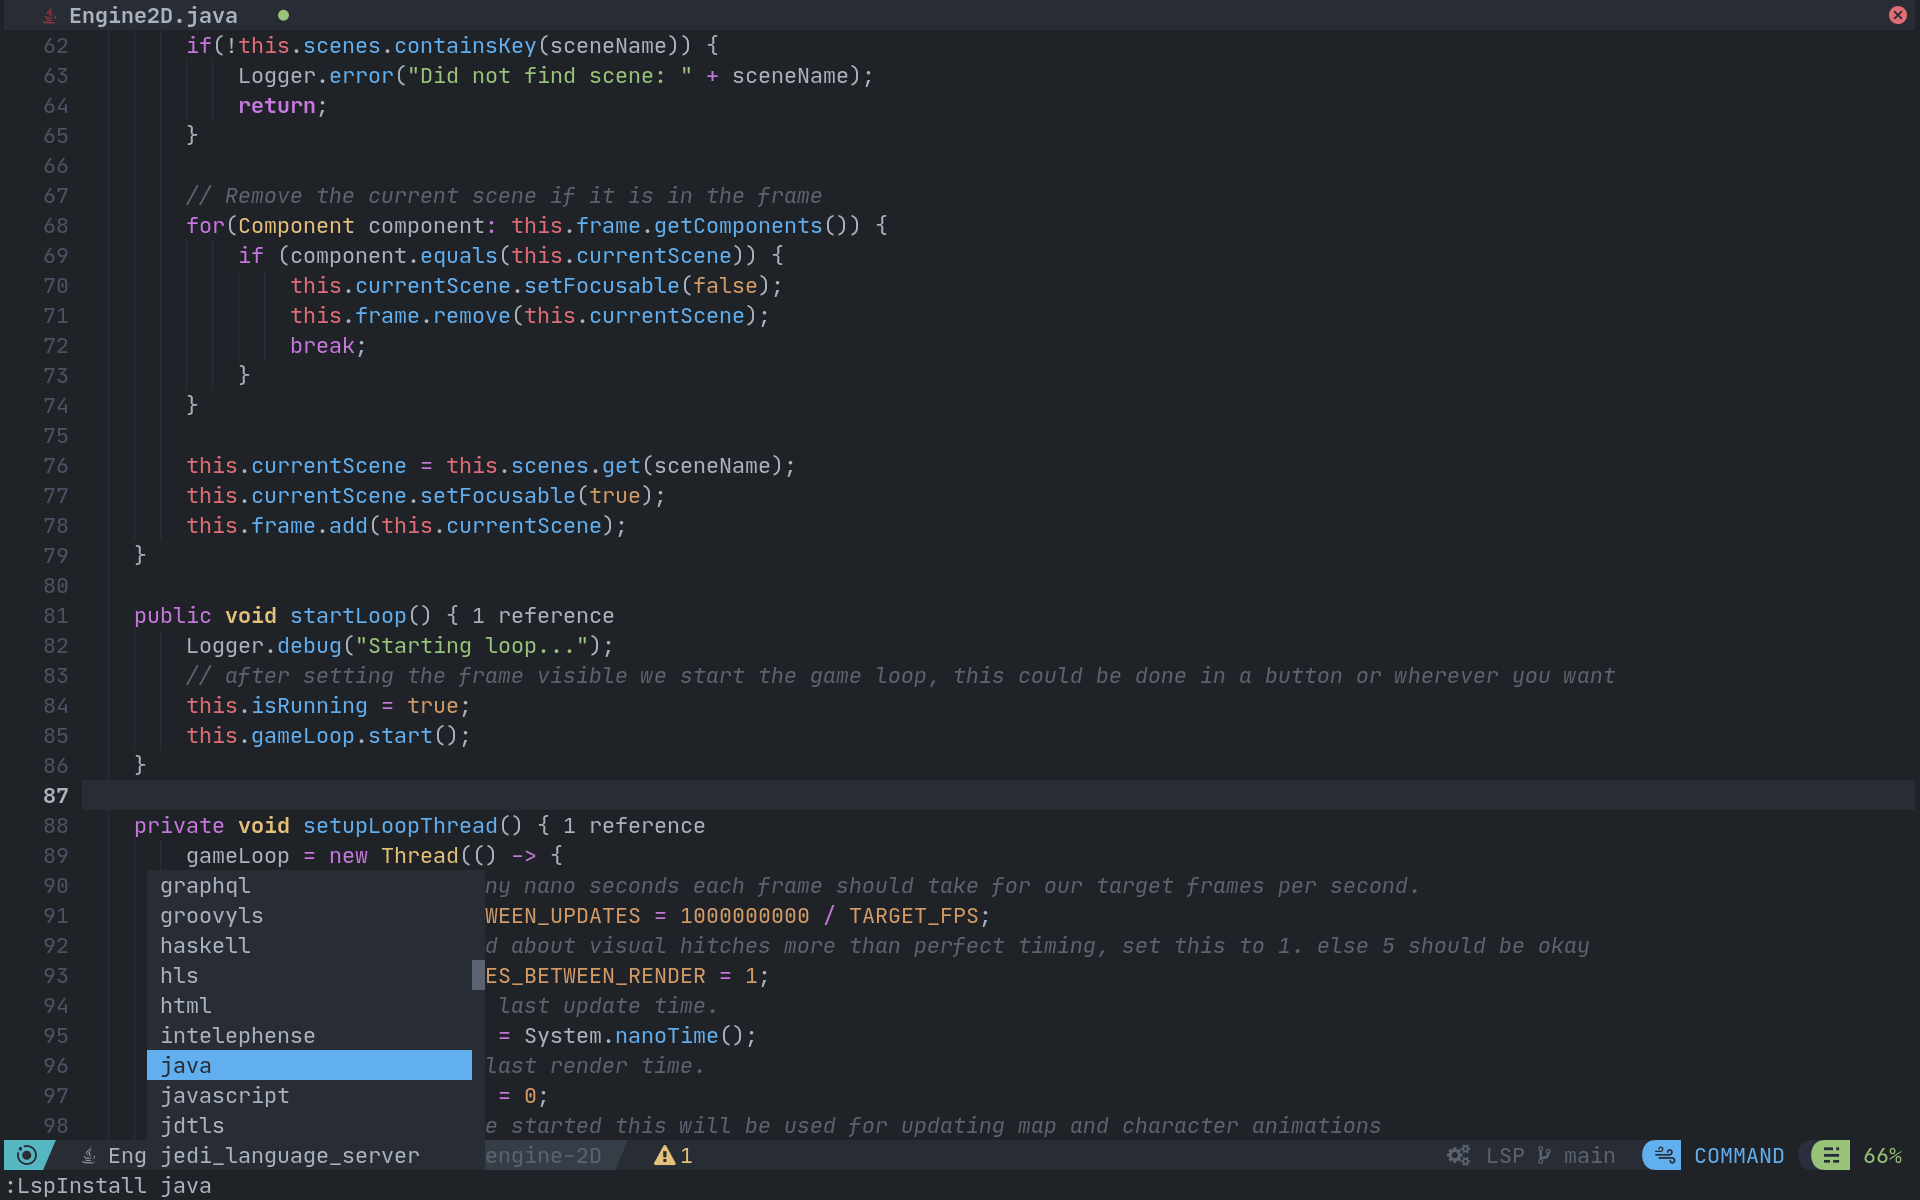 Engine2D.java
62 if(!this.scenes.containsKey(sceneName)) {
63 Logger.error("Did not find scene: " + sceneName);
64 return;
65 }
66
67 // Remove the current scene if it is in the frame
68 for(Component component: this.frame.getComponents()) {
69 if (component.equals(this.currentScene)) {
70 this.currentScene.setFocusable(false);
71 this.frame.remove(this.currentScene);
72 break;
73 }
74 }
75
76 this.currentScene = this.scenes.get(sceneName);
77 this.currentScene.setFocusable(true);
78 this.frame.add(this.currentScene);
79 }
80
81 public void startLoop() { 1 reference
82 Logger.debug("Starting loop...");
83 // after setting the frame visible we start the game loop, this could be done in a button or wherever you want
84 this.isRunning = true;
85 this.gameLoop.start();
86 }
87
88 private void setupLoopThread() { 1 reference
89 gameLoop = new Thread(() -> {
90 graphql ny nano seconds each frame should take for our target frames per second.
91 groovyls WEEN_UPDATES = 1000000000 / TARGET_FPS;
92 haskell d about visual hitches more than perfect timing, set this to 1. else 5 should be okay
93 hls ES_BETWEEN_RENDER = 1;
94 html last update time.
95 intelephense = System.nanoTime();
96 java last render time.
97 javascript = 0;
98 jdtls e started this will be used for updating map and character animations
Eng jedi_language_server engine-2D 1 LSP main COMMAND 66%
:LspInstall java